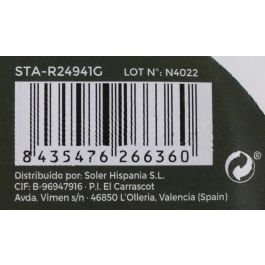 STA-R24941G LOT Nº: N4022
8 435476 266360
Distribuido por: Soler Hispania S.L.
CIF: B-96947916 · P.I. El Carrascot
Avda. Vimen s/n · 46850 L'Olleria, Valencia (Spain)